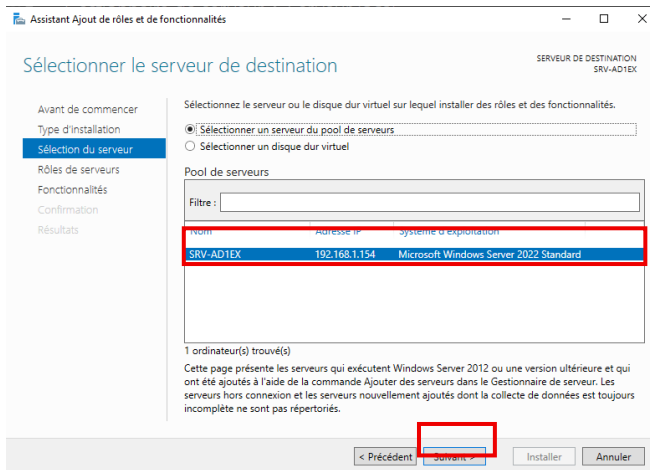 Assistant Ajout de rôles et de fonctionnalités
Sélectionner le serveur de destination
SERVEUR DE DESTINATION
SRV-AD1EX
Avant de commencer
Type d'installation
Sélection du serveur
Rôles de serveurs
Fonctionnalités
Confirmation
Résultats
Sélectionnez le serveur ou le disque dur virtuel sur lequel installer des rôles et des fonctionnalités.
Sélectionner un serveur du pool de serveurs
Sélectionner un disque dur virtuel
Pool de serveurs
Filtre :
Nom Adresse IP Système d'exploitation
SRV-AD1EX 192.168.1.154 Microsoft Windows Server 2022 Standard
1 ordinateur(s) trouvé(s)
Cette page présente les serveurs qui exécutent Windows Server 2012 ou une version ultérieure et qui
ont été ajoutés à l'aide de la commande Ajouter des serveurs dans le Gestionnaire de serveur. Les
serveurs hors connexion et les serveurs nouvellement ajoutés dont la collecte de données est toujours
incomplète ne sont pas répertoriés.
< Précédent Suivant > Installer Annuler